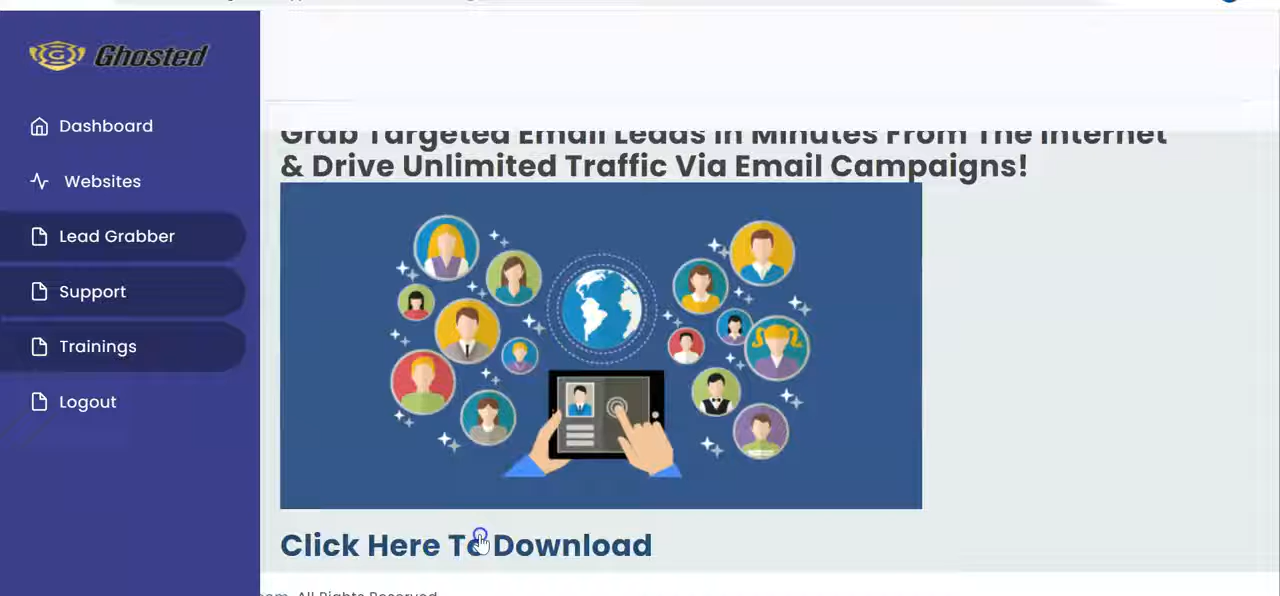 Ghosted
Dashboard
Websites
Lead Grabber
Support
Trainings
Logout
Grab Targeted Email Leads In Minutes From The Internet
& Drive Unlimited Traffic Via Email Campaigns!
Click Here To Download
All Rights Reserved